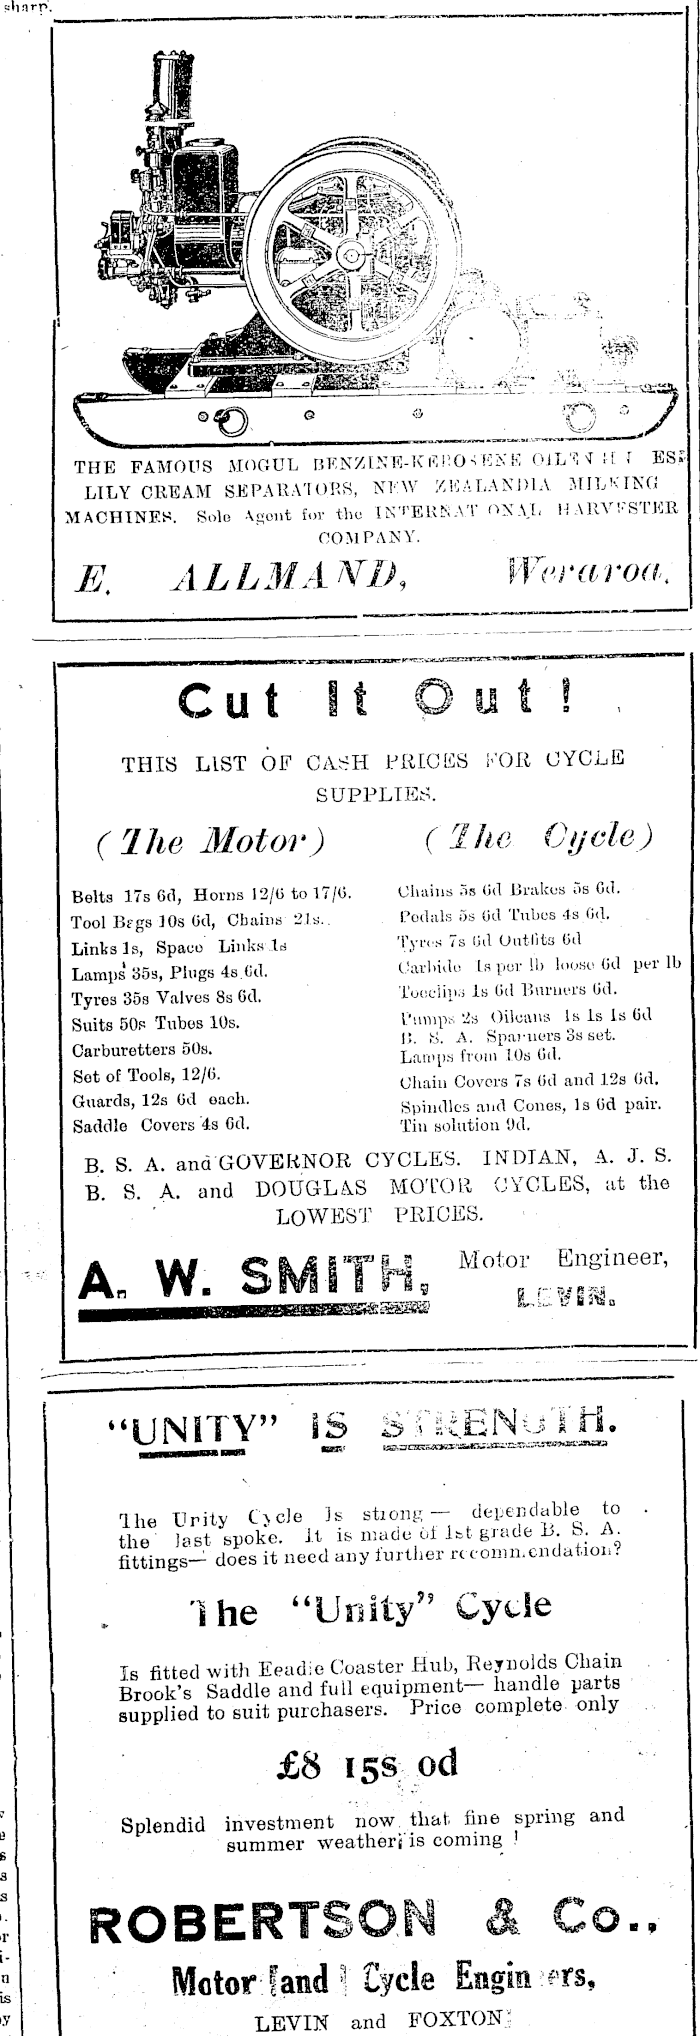 sharp.
THE FAMOUS MOGUL BENZINE-KEROSENE OIL
LILY CREAM SEPARATORS, NEW ZEALANDIA MILKING
MACHINES. Sole Agent for the INTERNAT ONAL HARVESTER
COMPANY.
E. ALLMAND, Weraroa.
Cut It Out!
THIS LIST OF CASH PRICES FOR CYCLE
SUPPLIES.
(The Motor)
Belts 17s 6d, Horns 12/6 to 17/6.
Tool Bags 10s 6d, Chains 21s.
Links 1s, Space Links 1s
Lamps 35s, Plugs 4s 6d.
Tyres 35s Valves 8s 6d.
Suits 50s Tubes 10s.
Carburetters 50s.
Set of Tools, 12/6.
Guards, 12s 6d each.
Saddle Covers 4s 6d.
(The Cycle)
Chains 5s 6d Brakes 5s 6d.
Pedals 5s 6d Tubes 4s 6d.
Tyres 7s 6d Outfits 6d
Carbide 1s per lb loose 6d per lb
Toeclips 1s 6d Burners 6d.
Pumps 2s Oilcans 1s 1s 1s 6d
B. S. A. Spanners 3s set.
Lamps from 10s 6d.
Chain Covers 7s 6d and 12s 6d.
Spindles and Cones, 1s 6d pair.
Tin solution 9d.
B. S. A. and GOVERNOR CYCLES. INDIAN, A. J. S.
B. S. A. and DOUGLAS MOTOR CYCLES, at the
LOWEST PRICES.
A. W. SMITH, Motor Engineer,
LEVIN.
"UNITY" IS STRENGTH.
The Unity Cycle Is strong — dependable to
the last spoke. It is made of 1st grade B. S. A.
fittings— does it need any further recommendation?
The "Unity" Cycle
Is fitted with Eeadie Coaster Hub, Reynolds Chain
Brook's Saddle and full equipment— handle parts
supplied to suit purchasers. Price complete only
£8 15s 0d
Splendid investment now that fine spring and
summer weather is coming !
ROBERTSON & Co.,
Motor and Cycle Engineers,
LEVIN and FOXTON